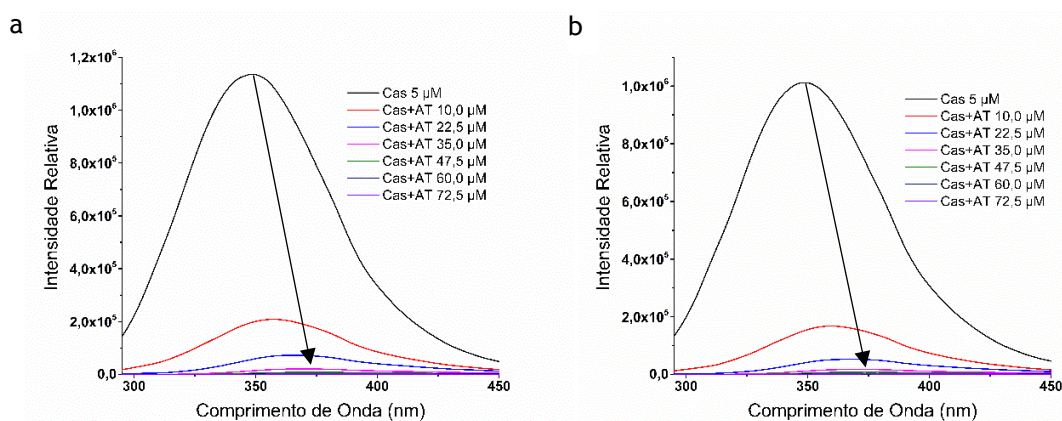 a
1,2x10⁶
1,0x10⁶
8,0x10⁵
6,0x10⁵
4,0x10⁵
2,0x10⁵
0,0
300
350
400
450
Intensidade Relativa
Comprimento de Onda (nm)
Cas 5 µM
Cas+AT 10,0 µM
Cas+AT 22,5 µM
Cas+AT 35,0 µM
Cas+AT 47,5 µM
Cas+AT 60,0 µM
Cas+AT 72,5 µM
b
1,0x10⁶
8,0x10⁵
6,0x10⁵
4,0x10⁵
2,0x10⁵
0,0
300
350
400
450
Intensidade Relativa
Comprimento de Onda (nm)
Cas 5 µM
Cas+AT 10,0 µM
Cas+AT 22,5 µM
Cas+AT 35,0 µM
Cas+AT 47,5 µM
Cas+AT 60,0 µM
Cas+AT 72,5 µM